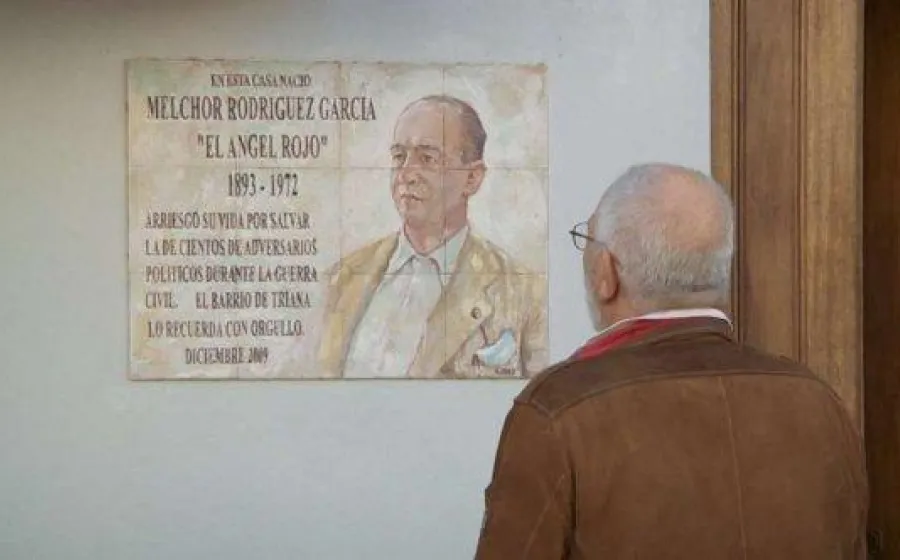 EN ESTA CASA NACIO
MELCHOR RODRIGUEZ GARCÍA
"EL ANGEL ROJO"
1893 - 1972
ARRIESGO SU VIDA POR SALVAR
LA DE CIENTOS DE ADVERSARIOS
POLITICOS DURANTE LA GUERRA
CIVIL. EL BARRIO DE TRIANA
LO RECUERDA CON ORGULLO.
DICIEMBRE 2009